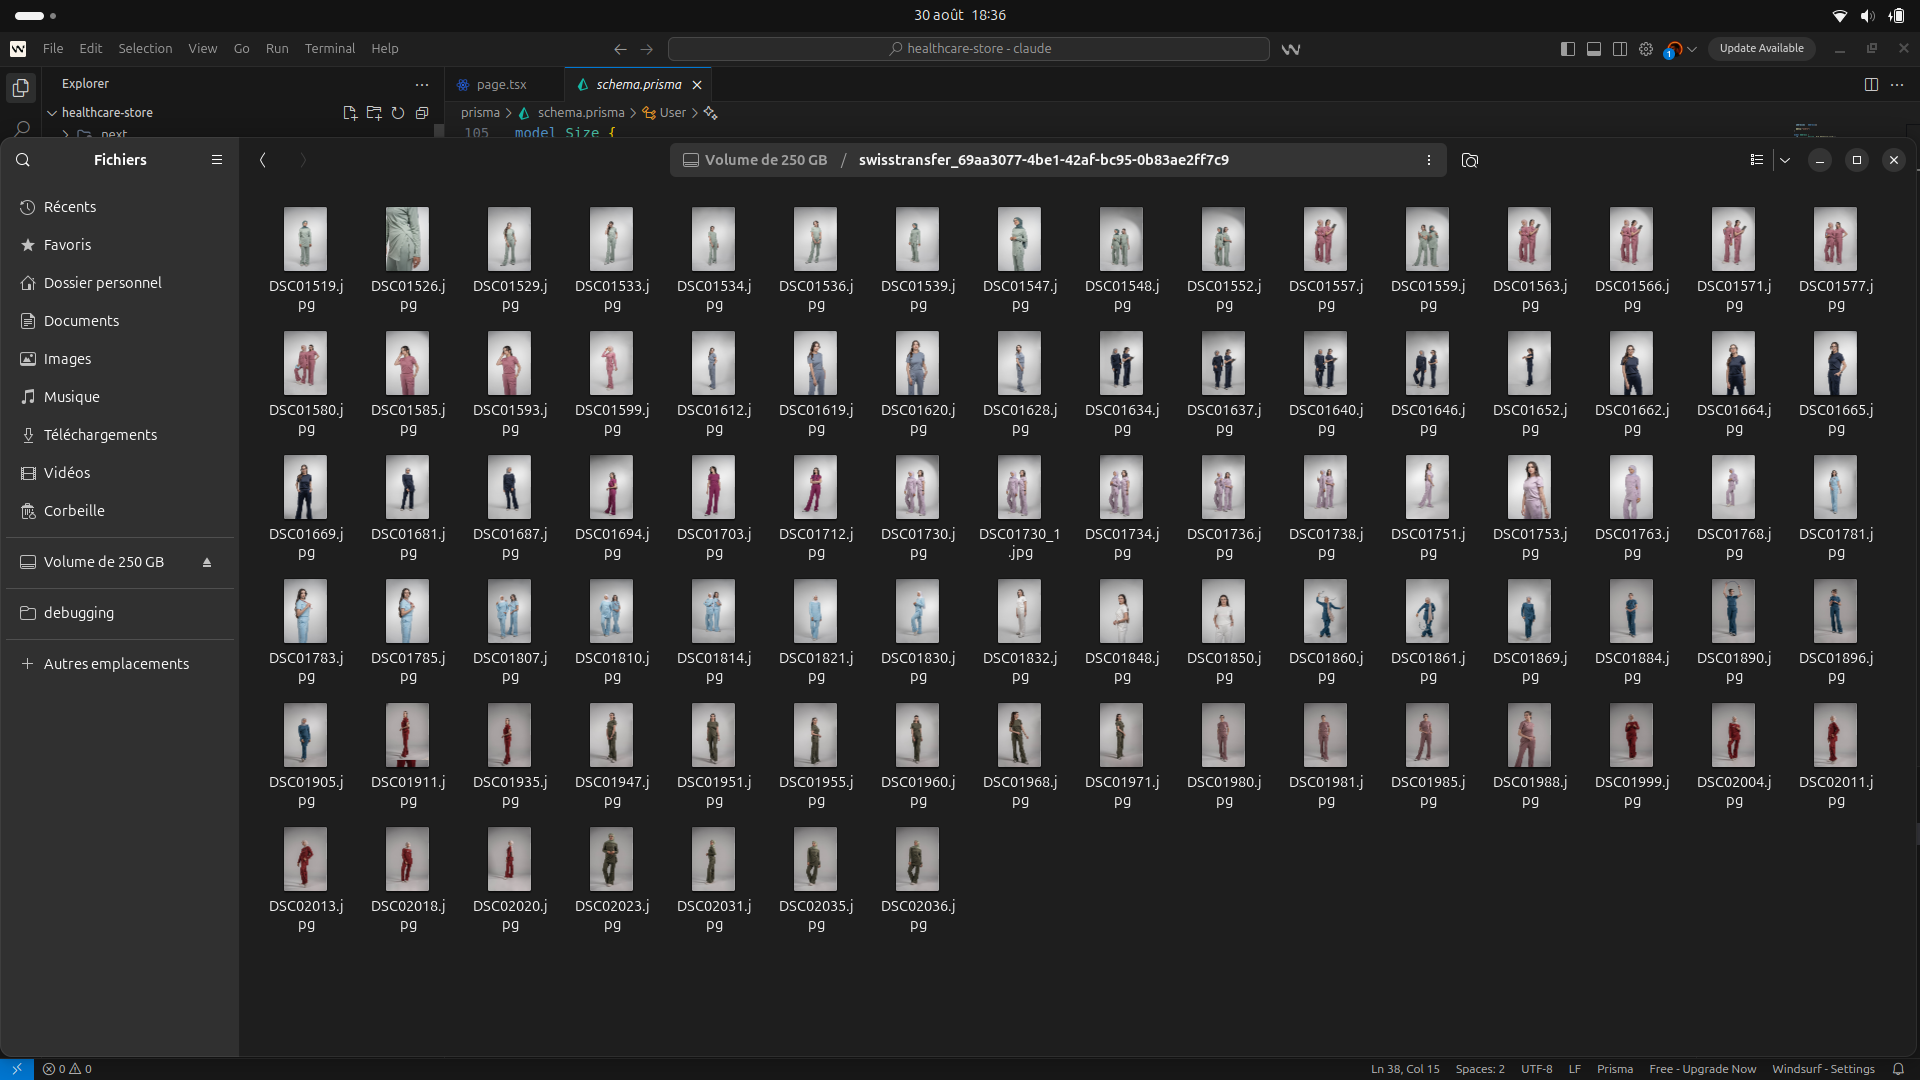 30 août 18:36
File Edit Selection View Go Run Terminal Help
healthcare-store - claude
1
Update Available
Explorer
page.tsx
schema.prisma
healthcare-store
prisma > schema.prisma > User >
.next
105 model Size {
Fichiers
Volume de 250 GB / swisstransfer_69aa3077-4be1-42af-bc95-0b83ae2ff7c9
Récents
Favoris
Dossier personnel
Documents
Images
Musique
Téléchargements
Vidéos
Corbeille
Volume de 250 GB
debugging
Autres emplacements
DSC01519.jpg DSC01526.jpg DSC01529.jpg DSC01533.jpg DSC01534.jpg DSC01536.jpg DSC01539.jpg DSC01547.jpg DSC01548.jpg DSC01552.jpg DSC01557.jpg DSC01559.jpg DSC01563.jpg DSC01566.jpg DSC01571.jpg DSC01577.jpg
DSC01580.jpg DSC01585.jpg DSC01593.jpg DSC01599.jpg DSC01612.jpg DSC01619.jpg DSC01620.jpg DSC01628.jpg DSC01634.jpg DSC01637.jpg DSC01640.jpg DSC01646.jpg DSC01652.jpg DSC01662.jpg DSC01664.jpg DSC01665.jpg
DSC01669.jpg DSC01681.jpg DSC01687.jpg DSC01694.jpg DSC01703.jpg DSC01712.jpg DSC01730.jpg DSC01730_1.jpg DSC01734.jpg DSC01736.jpg DSC01738.jpg DSC01751.jpg DSC01753.jpg DSC01763.jpg DSC01768.jpg DSC01781.jpg
DSC01783.jpg DSC01785.jpg DSC01807.jpg DSC01810.jpg DSC01814.jpg DSC01821.jpg DSC01830.jpg DSC01832.jpg DSC01848.jpg DSC01850.jpg DSC01860.jpg DSC01861.jpg DSC01869.jpg DSC01884.jpg DSC01890.jpg DSC01896.jpg
DSC01905.jpg DSC01911.jpg DSC01935.jpg DSC01947.jpg DSC01951.jpg DSC01955.jpg DSC01960.jpg DSC01968.jpg DSC01971.jpg DSC01980.jpg DSC01981.jpg DSC01985.jpg DSC01988.jpg DSC01999.jpg DSC02004.jpg DSC02011.jpg
DSC02013.jpg DSC02018.jpg DSC02020.jpg DSC02023.jpg DSC02031.jpg DSC02035.jpg DSC02036.jpg
0 0
Ln 38, Col 15 Spaces: 2 UTF-8 LF Prisma Free - Upgrade Now Windsurf - Settings